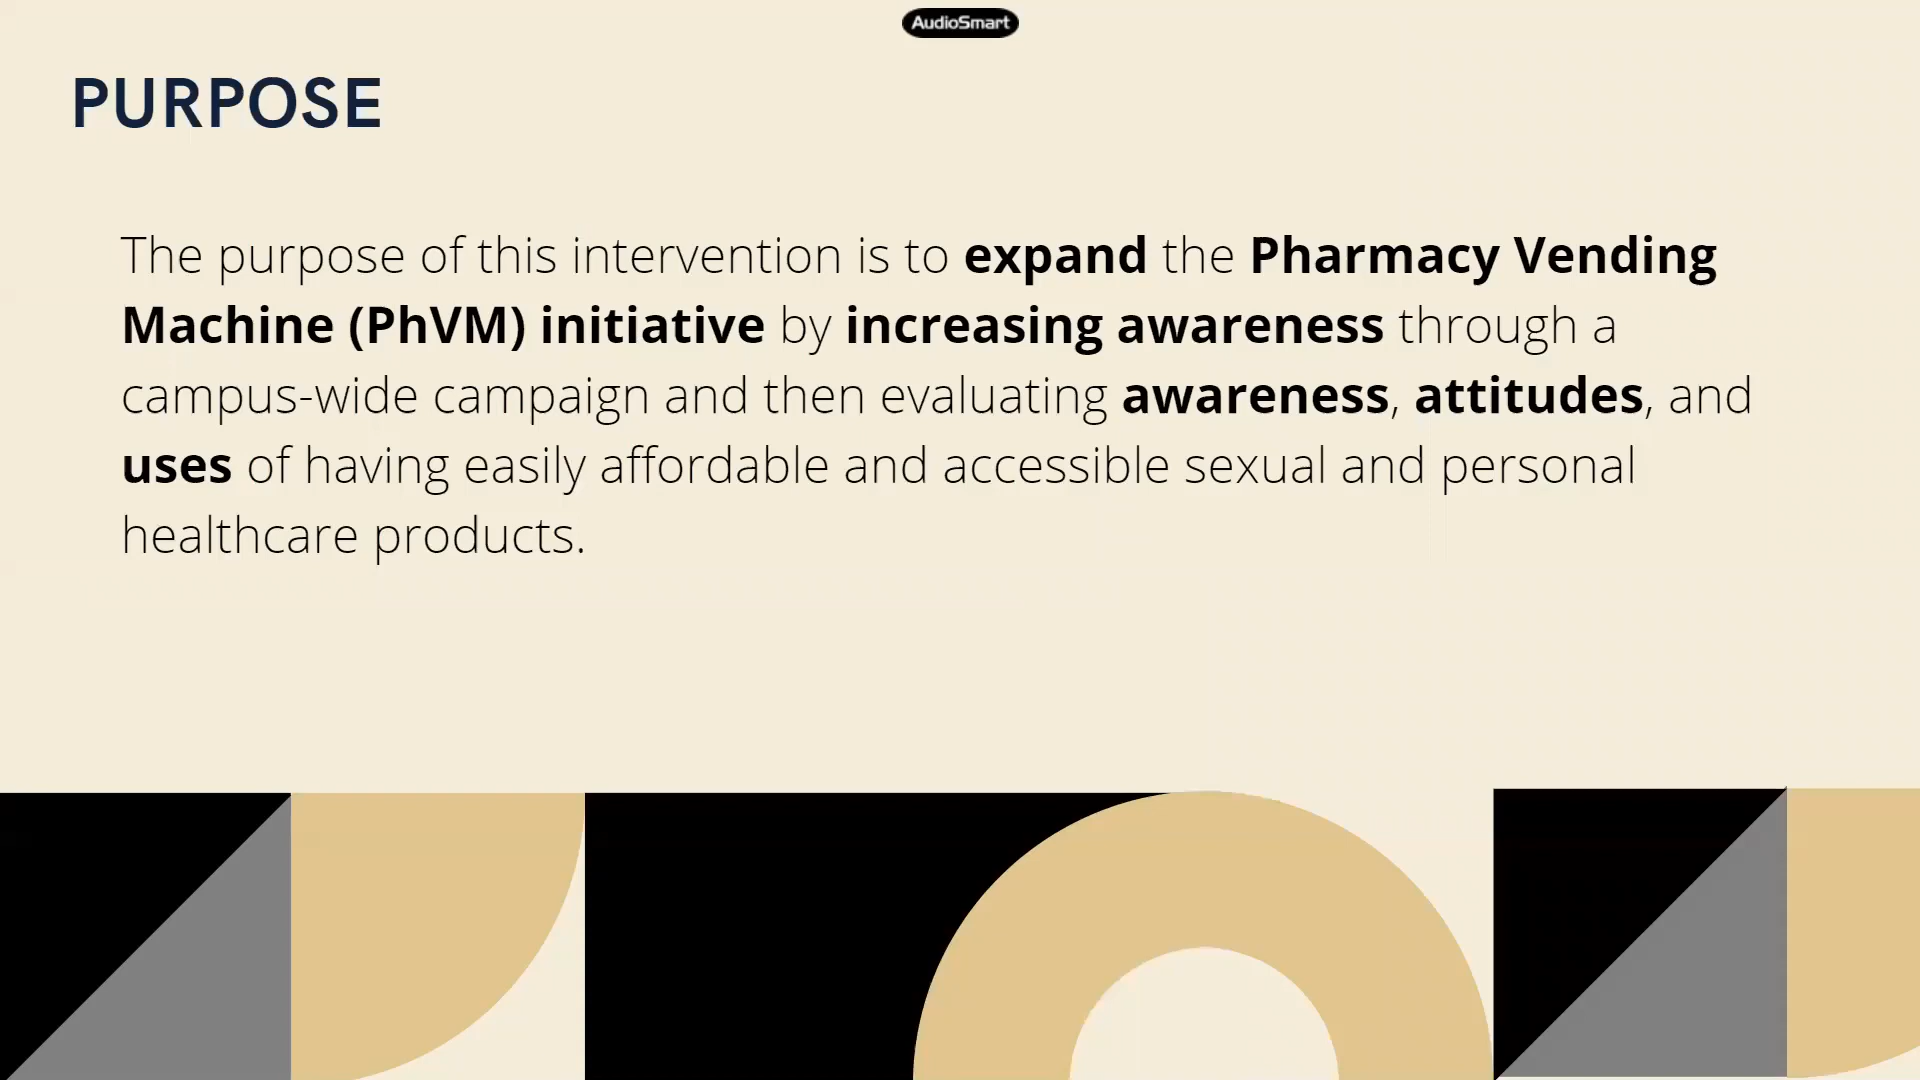 AudioSmart
PURPOSE
The purpose of this intervention is to expand the Pharmacy Vending
Machine (PhVM) initiative by increasing awareness through a
campus-wide campaign and then evaluating awareness, attitudes, and
uses of having easily affordable and accessible sexual and personal
healthcare products.